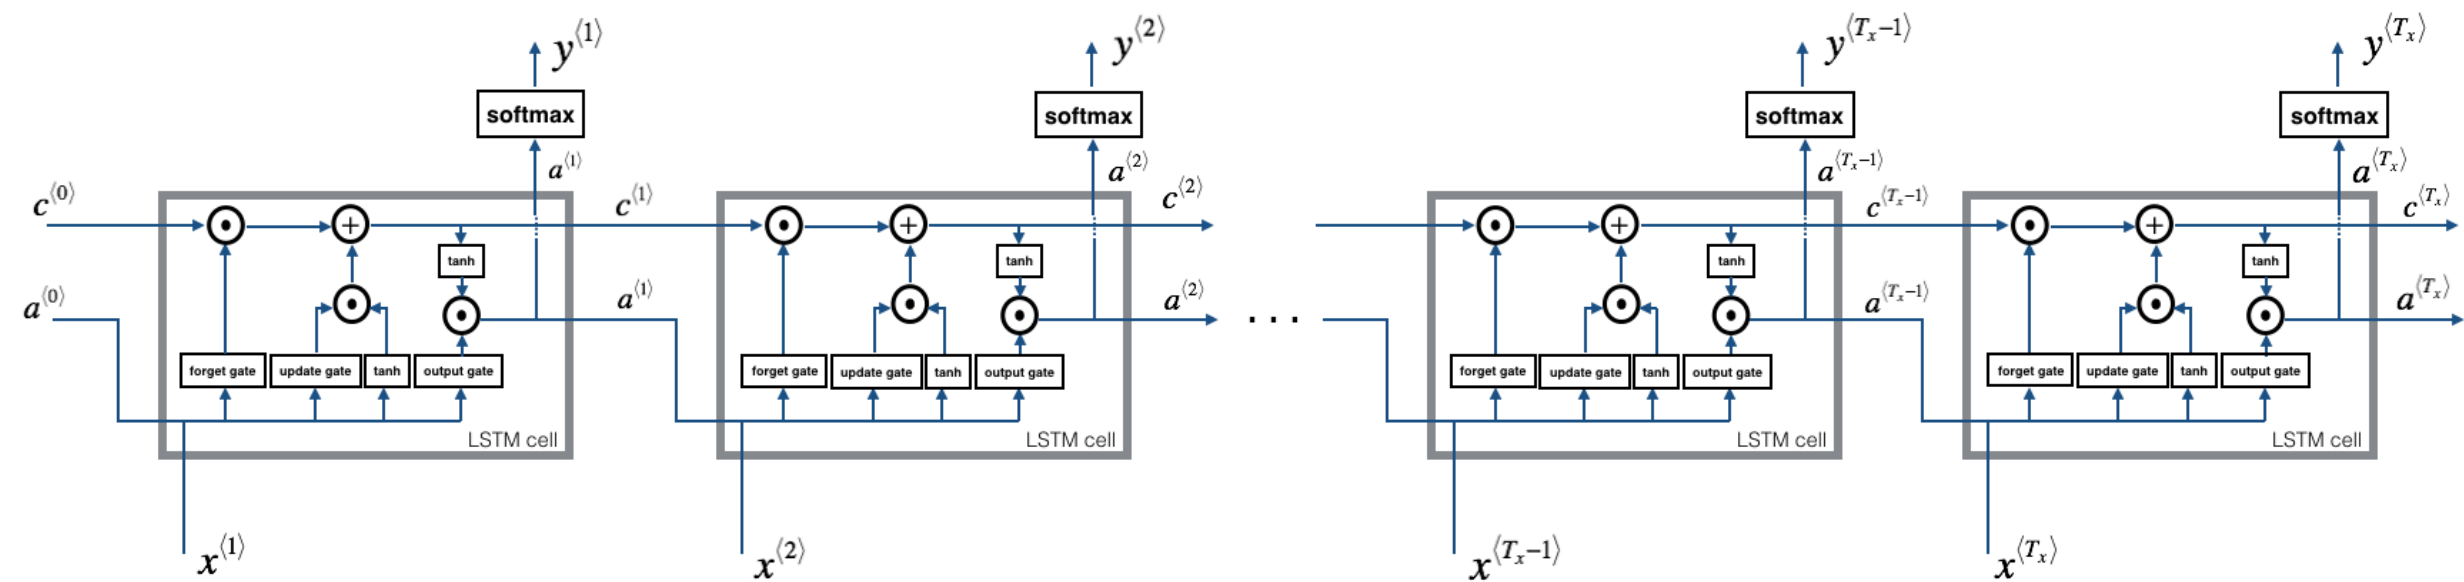 y⟨1⟩ y⟨2⟩ y⟨Tx−1⟩ y⟨Tx⟩
softmax softmax softmax softmax
a⟨1⟩ a⟨2⟩ a⟨Tx−1⟩ a⟨Tx⟩
c⟨0⟩ c⟨1⟩ c⟨2⟩ c⟨Tx−1⟩ c⟨Tx⟩
tanh tanh tanh tanh
a⟨0⟩ a⟨1⟩ a⟨2⟩ ... a⟨Tx−1⟩ a⟨Tx⟩
forget gate update gate tanh output gate forget gate update gate tanh output gate forget gate update gate tanh output gate forget gate update gate tanh output gate
LSTM cell LSTM cell LSTM cell LSTM cell
x⟨1⟩ x⟨2⟩ x⟨Tx−1⟩ x⟨Tx⟩